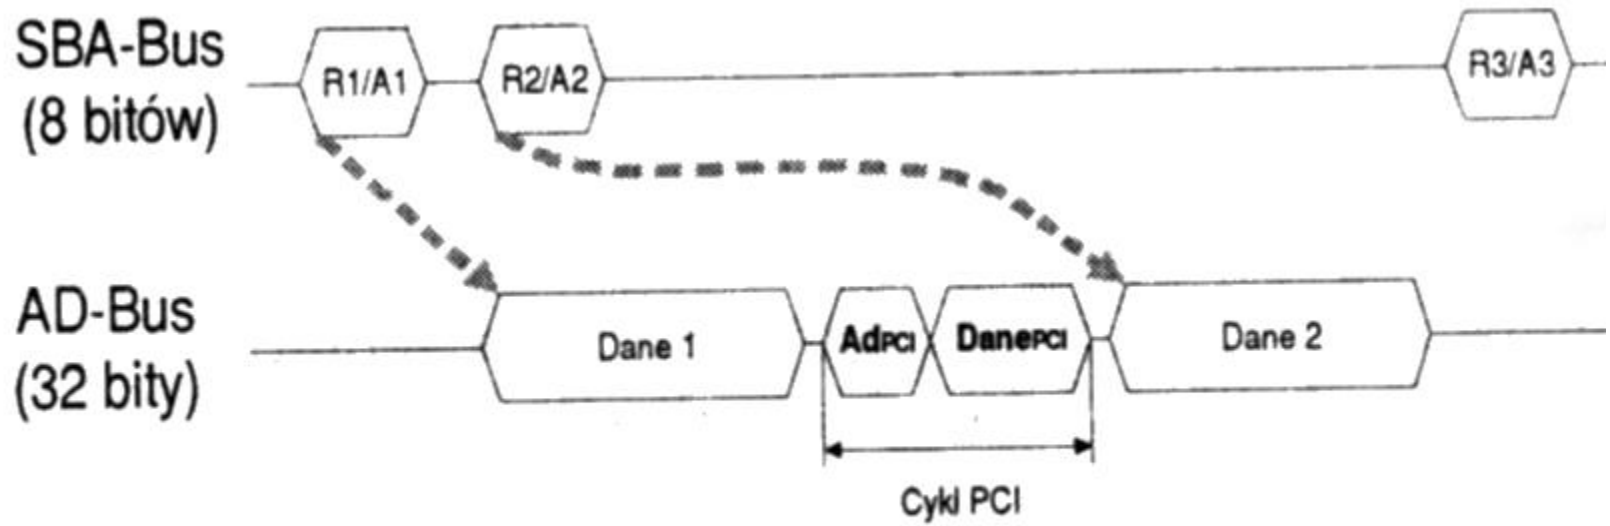 SBA-Bus
(8 bitów)
R1/A1
R2/A2
R3/A3
AD-Bus
(32 bity)
Dane 1
AdPCI
DanePCI
Dane 2
Cykl PCI